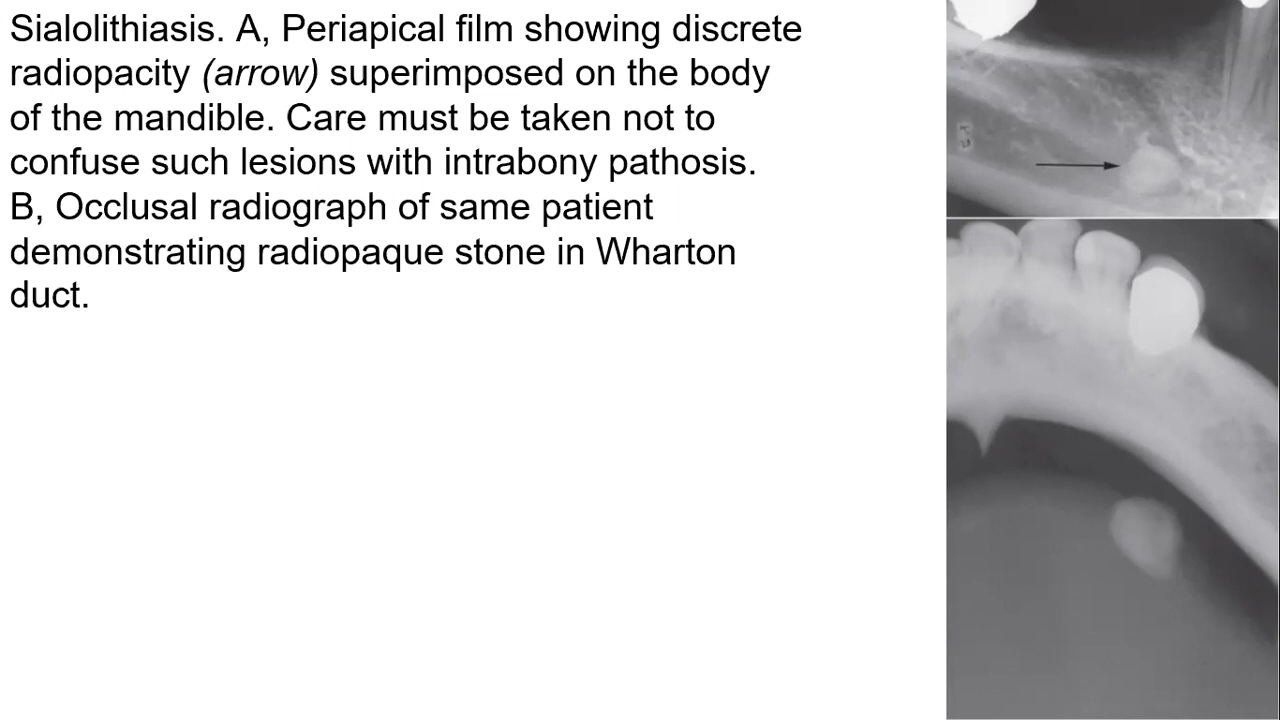 Sialolithiasis. A, Periapical film showing discrete
radiopacity (arrow) superimposed on the body
of the mandible. Care must be taken not to
confuse such lesions with intrabony pathosis.
B, Occlusal radiograph of same patient
demonstrating radiopaque stone in Wharton
duct.